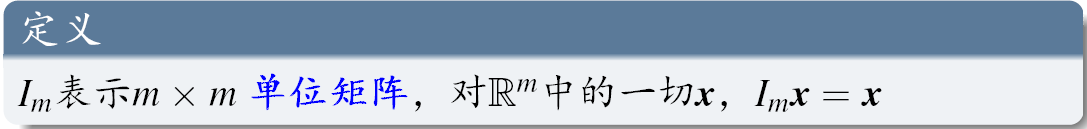 定义
Iₘ表示m × m 单位矩阵，对ℝᵐ中的一切x，Iₘx = x